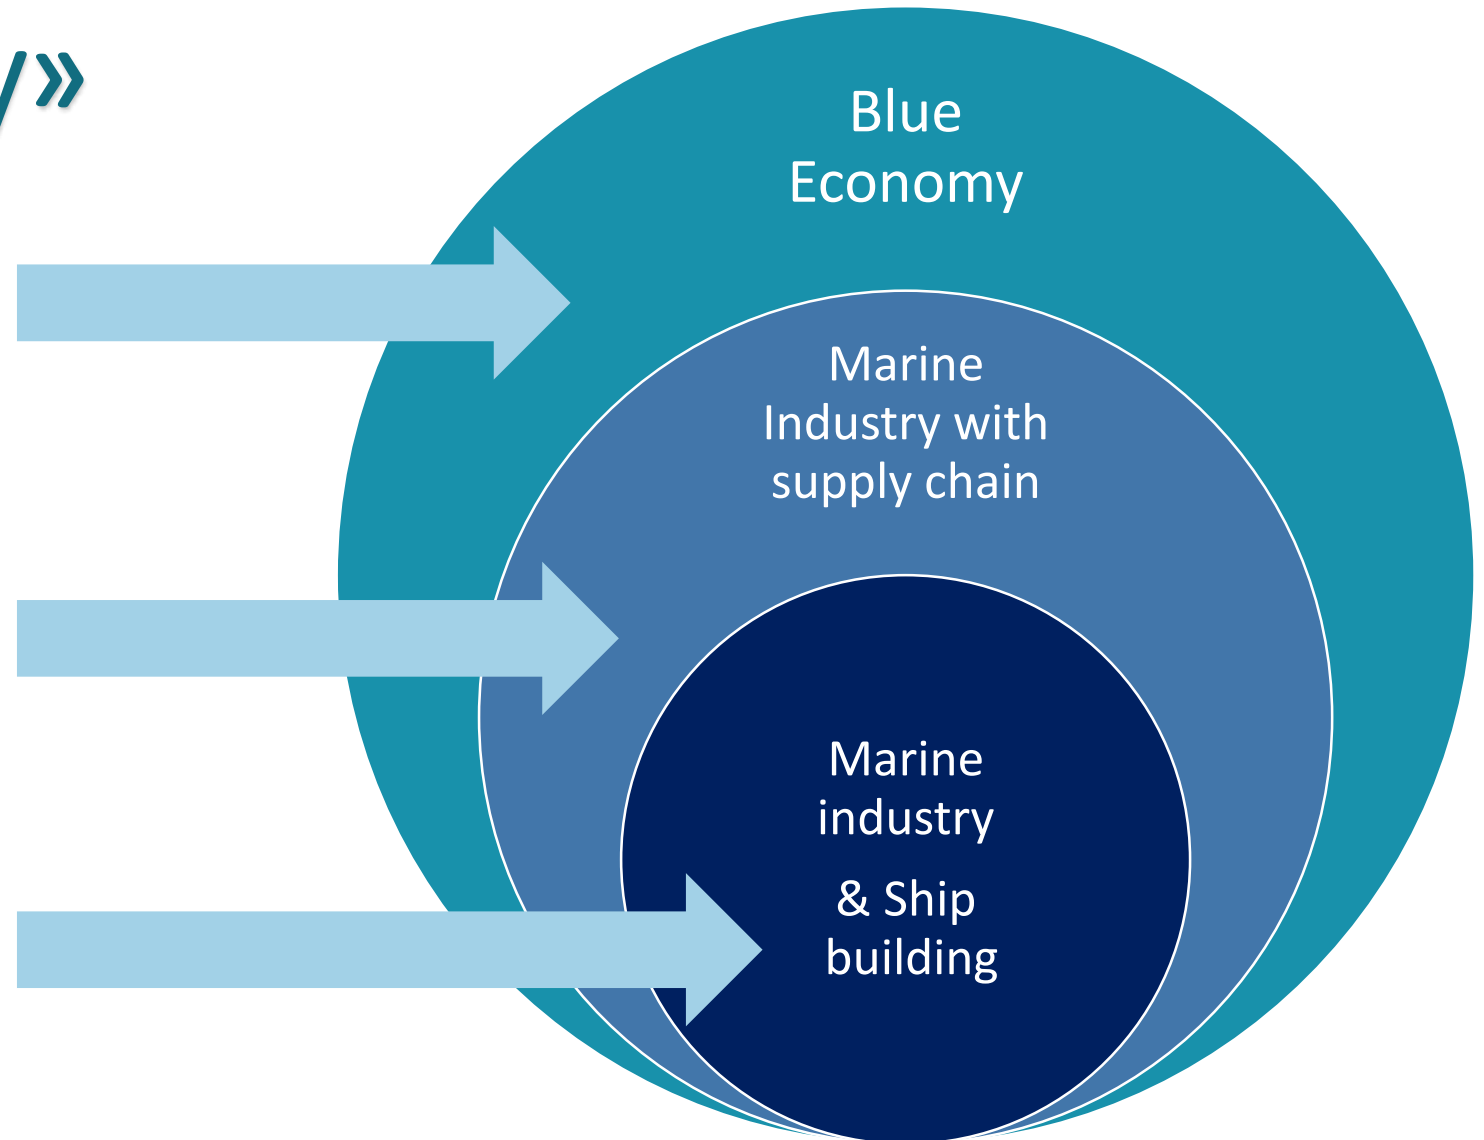 y»
Blue
Economy
Marine
Industry with
supply chain
Marine
industry
& Ship
building